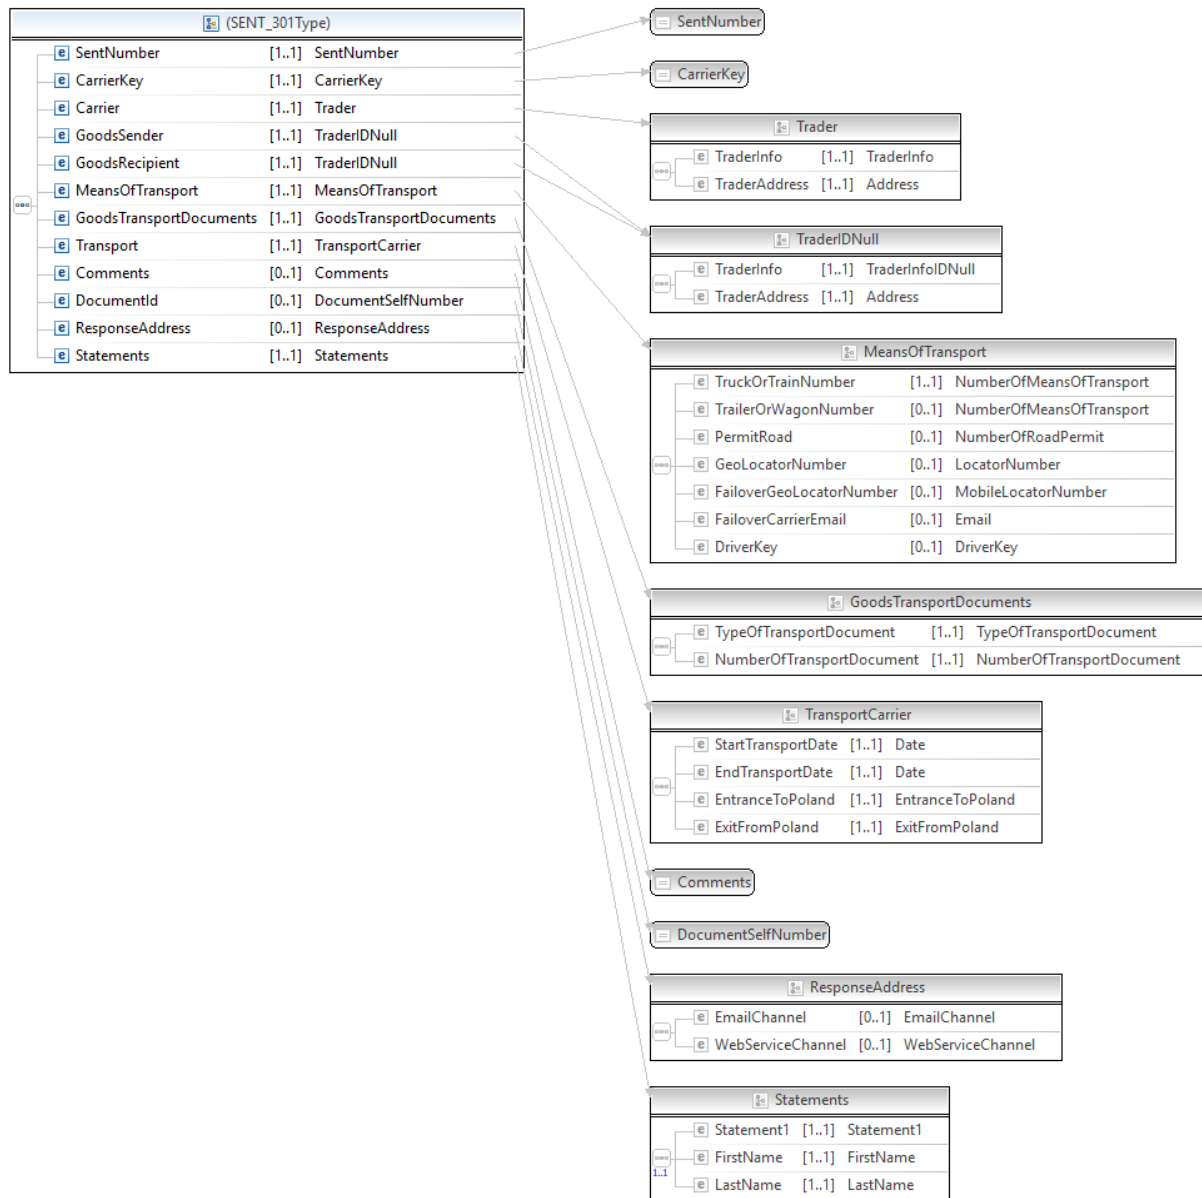 (SENT_301Type)
e SentNumber [1..1] SentNumber
e CarrierKey [1..1] CarrierKey
e Carrier [1..1] Trader
e GoodsSender [1..1] TraderIDNull
e GoodsRecipient [1..1] TraderIDNull
e MeansOfTransport [1..1] MeansOfTransport
e GoodsTransportDocuments [1..1] GoodsTransportDocuments
e Transport [1..1] TransportCarrier
e Comments [0..1] Comments
e DocumentId [0..1] DocumentSelfNumber
e ResponseAddress [0..1] ResponseAddress
e Statements [1..1] Statements
SentNumber
CarrierKey
Trader
e TraderInfo [1..1] TraderInfo
e TraderAddress [1..1] Address
TraderIDNull
e TraderInfo [1..1] TraderInfoIDNull
e TraderAddress [1..1] Address
MeansOfTransport
e TruckOrTrainNumber [1..1] NumberOfMeansOfTransport
e TrailerOrWagonNumber [0..1] NumberOfMeansOfTransport
e PermitRoad [0..1] NumberOfRoadPermit
e GeoLocatorNumber [0..1] LocatorNumber
e FailoverGeoLocatorNumber [0..1] MobileLocatorNumber
e FailoverCarrierEmail [0..1] Email
e DriverKey [0..1] DriverKey
GoodsTransportDocuments
e TypeOfTransportDocument [1..1] TypeOfTransportDocument
e NumberOfTransportDocument [1..1] NumberOfTransportDocument
TransportCarrier
e StartTransportDate [1..1] Date
e EndTransportDate [1..1] Date
e EntranceToPoland [1..1] EntranceToPoland
e ExitFromPoland [1..1] ExitFromPoland
Comments
DocumentSelfNumber
ResponseAddress
e EmailChannel [0..1] EmailChannel
e WebServiceChannel [0..1] WebServiceChannel
Statements
e Statement1 [1..1] Statement1
e FirstName [1..1] FirstName
1..1
e LastName [1..1] LastName